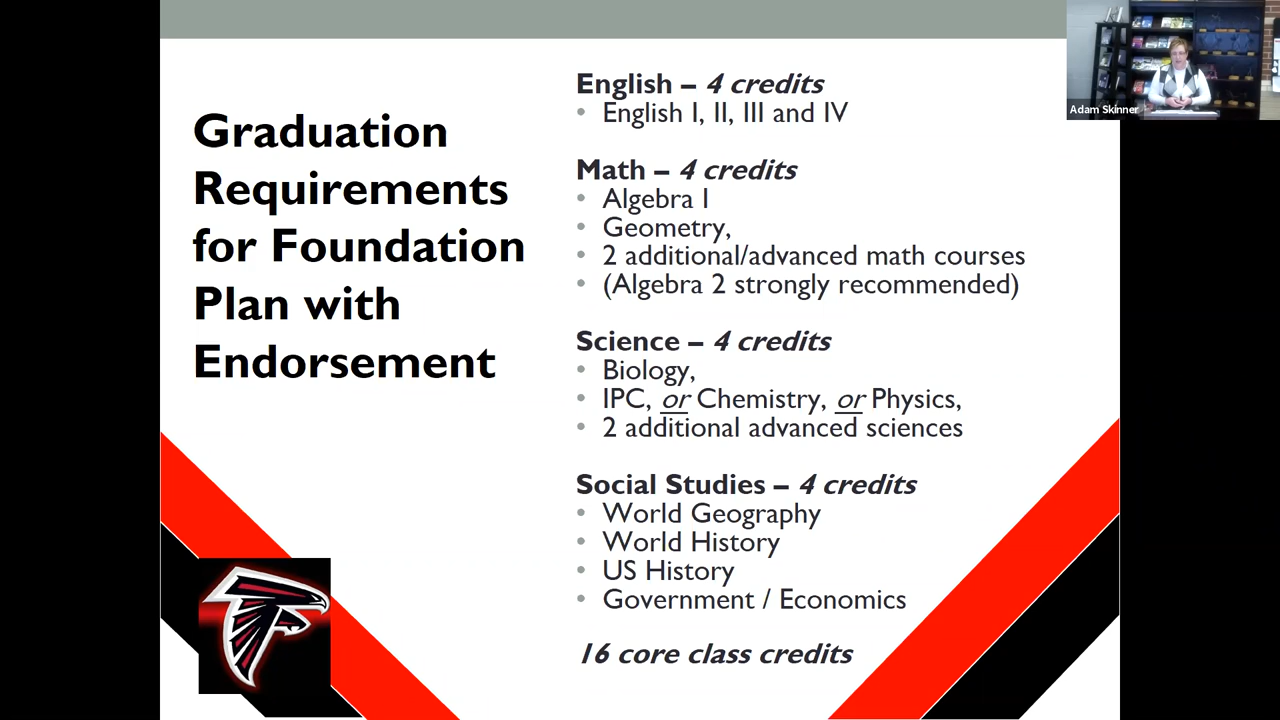 Graduation
Requirements
for Foundation
Plan with
Endorsement
English – 4 credits
• English I, II, III and IV
Math – 4 credits
• Algebra I
• Geometry,
• 2 additional/advanced math courses
• (Algebra 2 strongly recommended)
Science – 4 credits
• Biology,
• IPC, or Chemistry, or Physics,
• 2 additional advanced sciences
Social Studies – 4 credits
• World Geography
• World History
• US History
• Government / Economics
16 core class credits
Adam Skinner